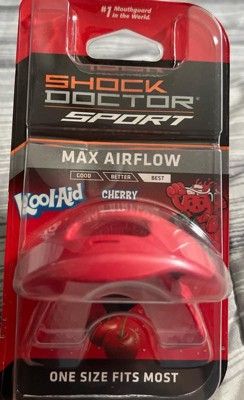 #1 Mouthguard
in the World.
SHOCK
DOCTOR®
SPORT
MAX AIRFLOW
GOOD BETTER BEST
Kool-Aid
CHERRY
ONE SIZE FITS MOST